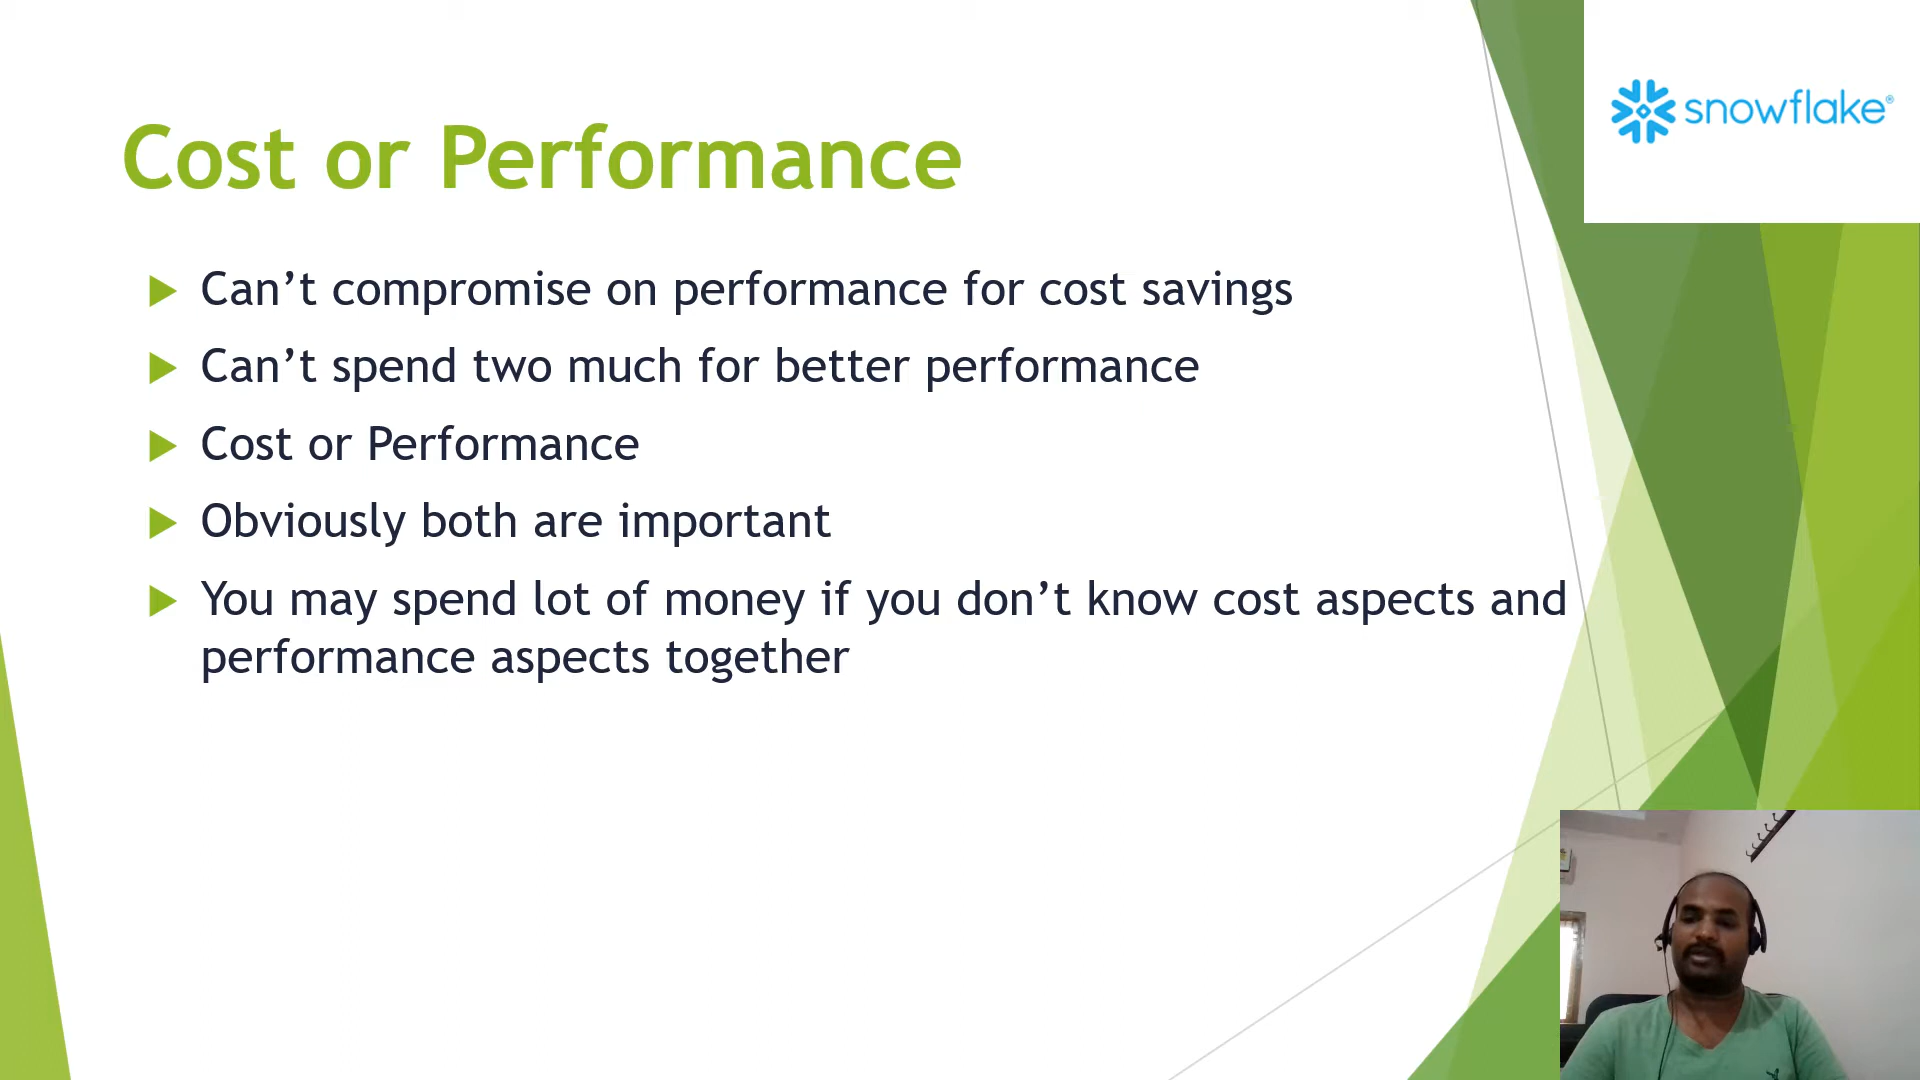 snowflake®
Cost or Performance
Can’t compromise on performance for cost savings
Can’t spend two much for better performance
Cost or Performance
Obviously both are important
You may spend lot of money if you don’t know cost aspects and
performance aspects together